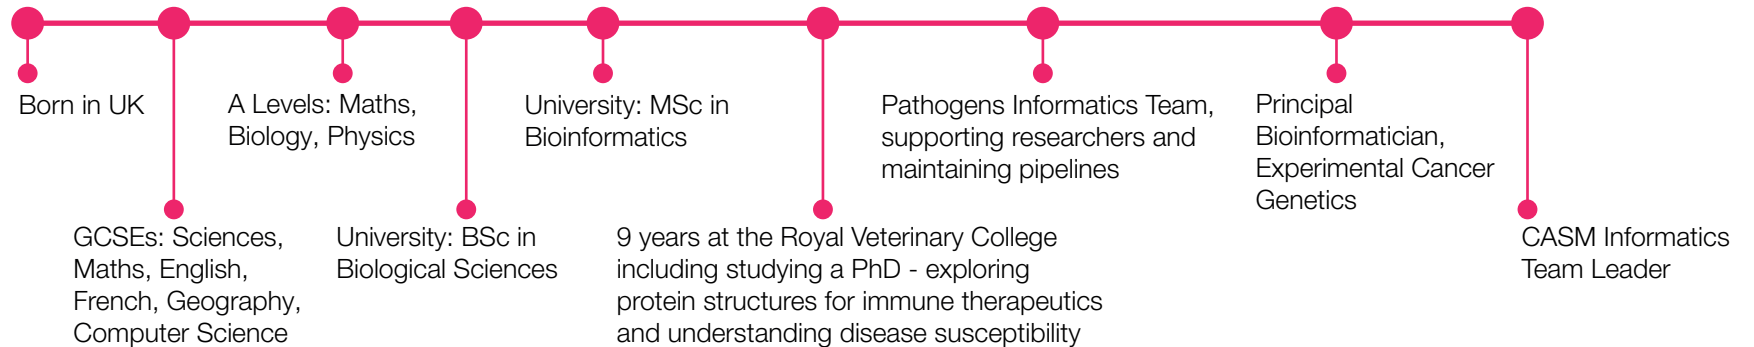 Born in UK
GCSEs: Sciences,
Maths, English,
French, Geography,
Computer Science
A Levels: Maths,
Biology, Physics
University: BSc in
Biological Sciences
University: MSc in
Bioinformatics
9 years at the Royal Veterinary College
including studying a PhD - exploring
protein structures for immune therapeutics
and understanding disease susceptibility
Pathogens Informatics Team,
supporting researchers and
maintaining pipelines
Principal
Bioinformatician,
Experimental Cancer
Genetics
CASM Informatics
Team Leader